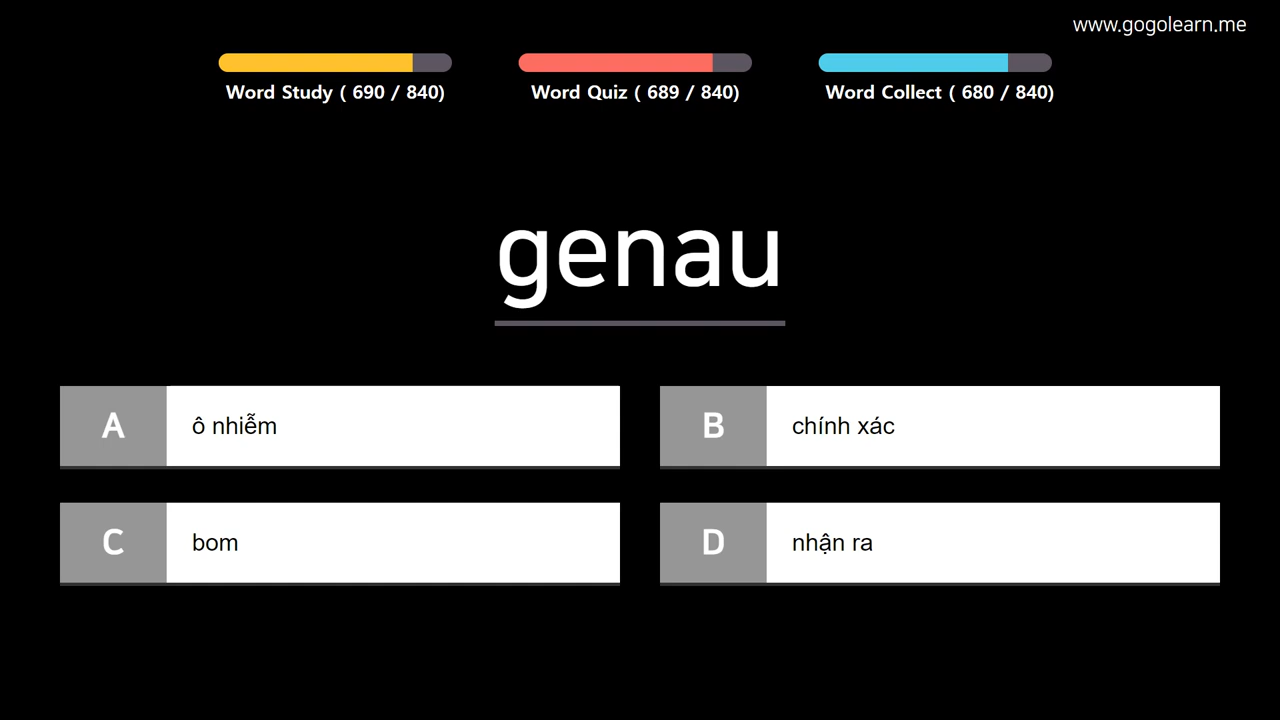 www.gogolearn.me
Word Study ( 690 / 840)
Word Quiz ( 689 / 840)
Word Collect ( 680 / 840)
genau
A ô nhiễm
B chính xác
C bom
D nhận ra